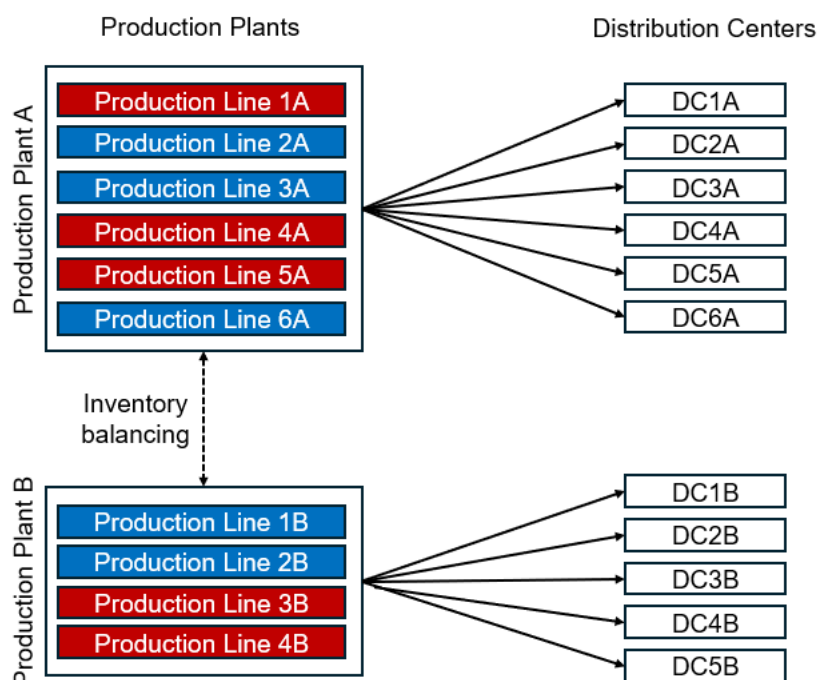 Production Plants
Distribution Centers
Production Plant A
Production Line 1A
Production Line 2A
Production Line 3A
Production Line 4A
Production Line 5A
Production Line 6A
DC1A
DC2A
DC3A
DC4A
DC5A
DC6A
Inventory
balancing
Production Plant B
Production Line 1B
Production Line 2B
Production Line 3B
Production Line 4B
DC1B
DC2B
DC3B
DC4B
DC5B